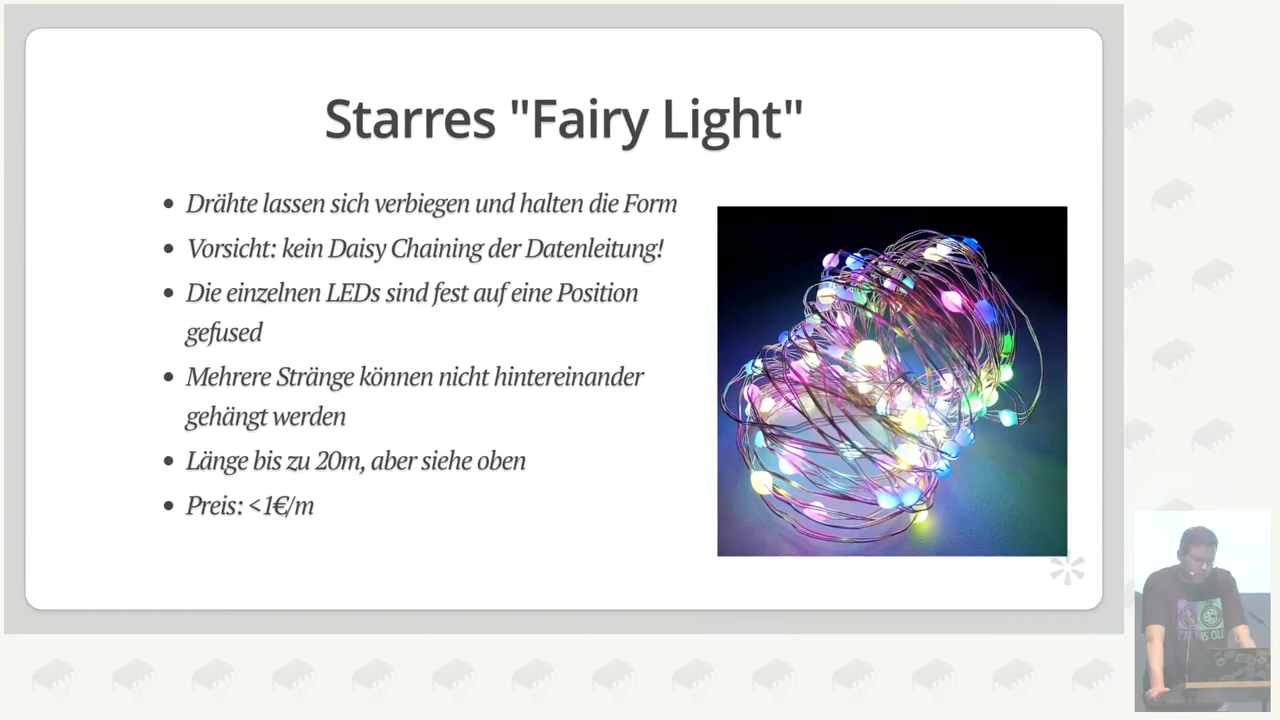 Starres "Fairy Light"
• Drähte lassen sich verbiegen und halten die Form
• Vorsicht: kein Daisy Chaining der Datenleitung!
• Die einzelnen LEDs sind fest auf eine Position
gefused
• Mehrere Stränge können nicht hintereinander
gehängt werden
• Länge bis zu 20m, aber siehe oben
• Preis: <1€/m